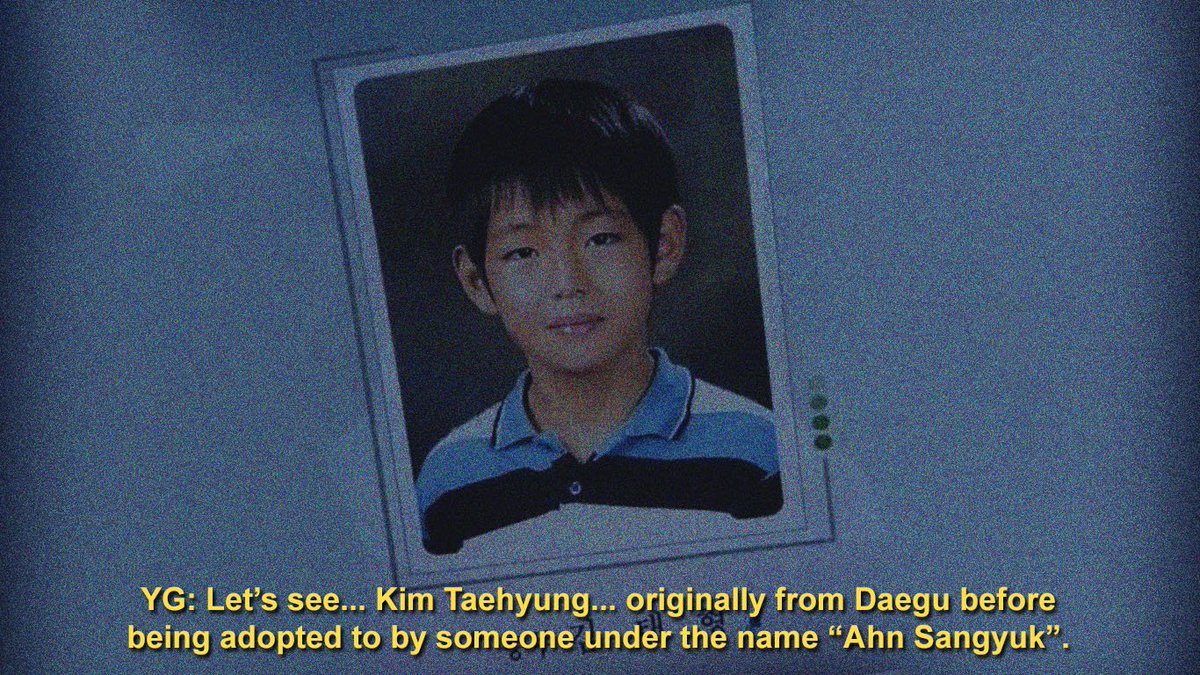 YG: Let’s see... Kim Taehyung... originally from Daegu before
being adopted to by someone under the name “Ahn Sangyuk”.